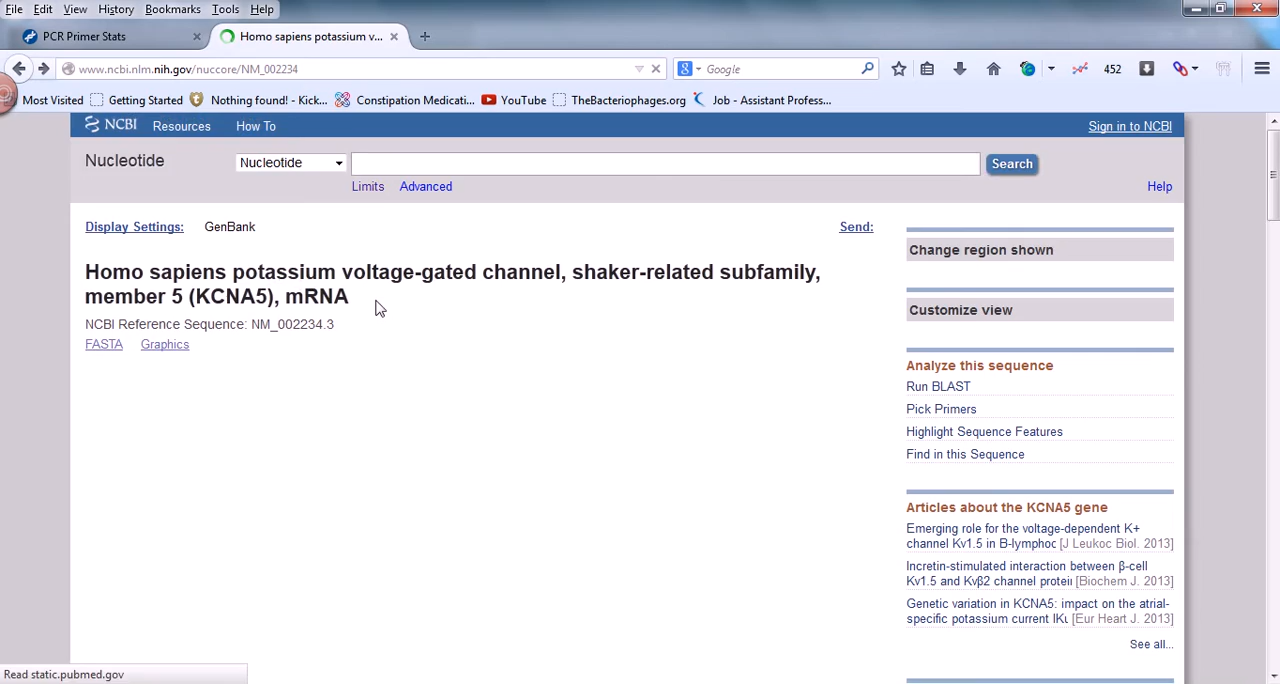 File Edit View History Bookmarks Tools Help
PCR Primer Stats
Homo sapiens potassium v...
www.ncbi.nlm.nih.gov/nuccore/NM_002234
Google
452
Most Visited Getting Started Nothing found! - Kick... Constipation Medicati... YouTube TheBacteriophages.org Job - Assistant Profess...
NCBI Resources How To Sign in to NCBI
Nucleotide Nucleotide Search
Limits Advanced Help
Display Settings: GenBank Send:
Homo sapiens potassium voltage-gated channel, shaker-related subfamily,
member 5 (KCNA5), mRNA
NCBI Reference Sequence: NM_002234.3
FASTA Graphics
Change region shown
Customize view
Analyze this sequence
Run BLAST
Pick Primers
Highlight Sequence Features
Find in this Sequence
Articles about the KCNA5 gene
Emerging role for the voltage-dependent K+
channel Kv1.5 in B-lymphoc [J Leukoc Biol. 2013]
Incretin-stimulated interaction between β-cell
Kv1.5 and Kvβ2 channel protei [Biochem J. 2013]
Genetic variation in KCNA5: impact on the atrial-
specific potassium current IKu [Eur Heart J. 2013]
See all...
Read static.pubmed.gov